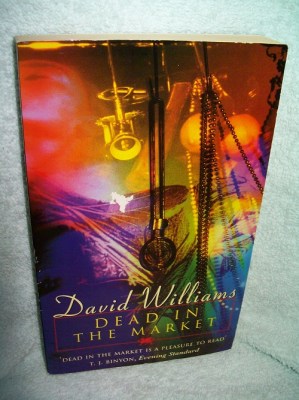 David Williams
DEAD IN
THE MARKET
'DEAD IN THE MARKET IS A PLEASURE TO READ'
T. J. BINYON, Evening Standard